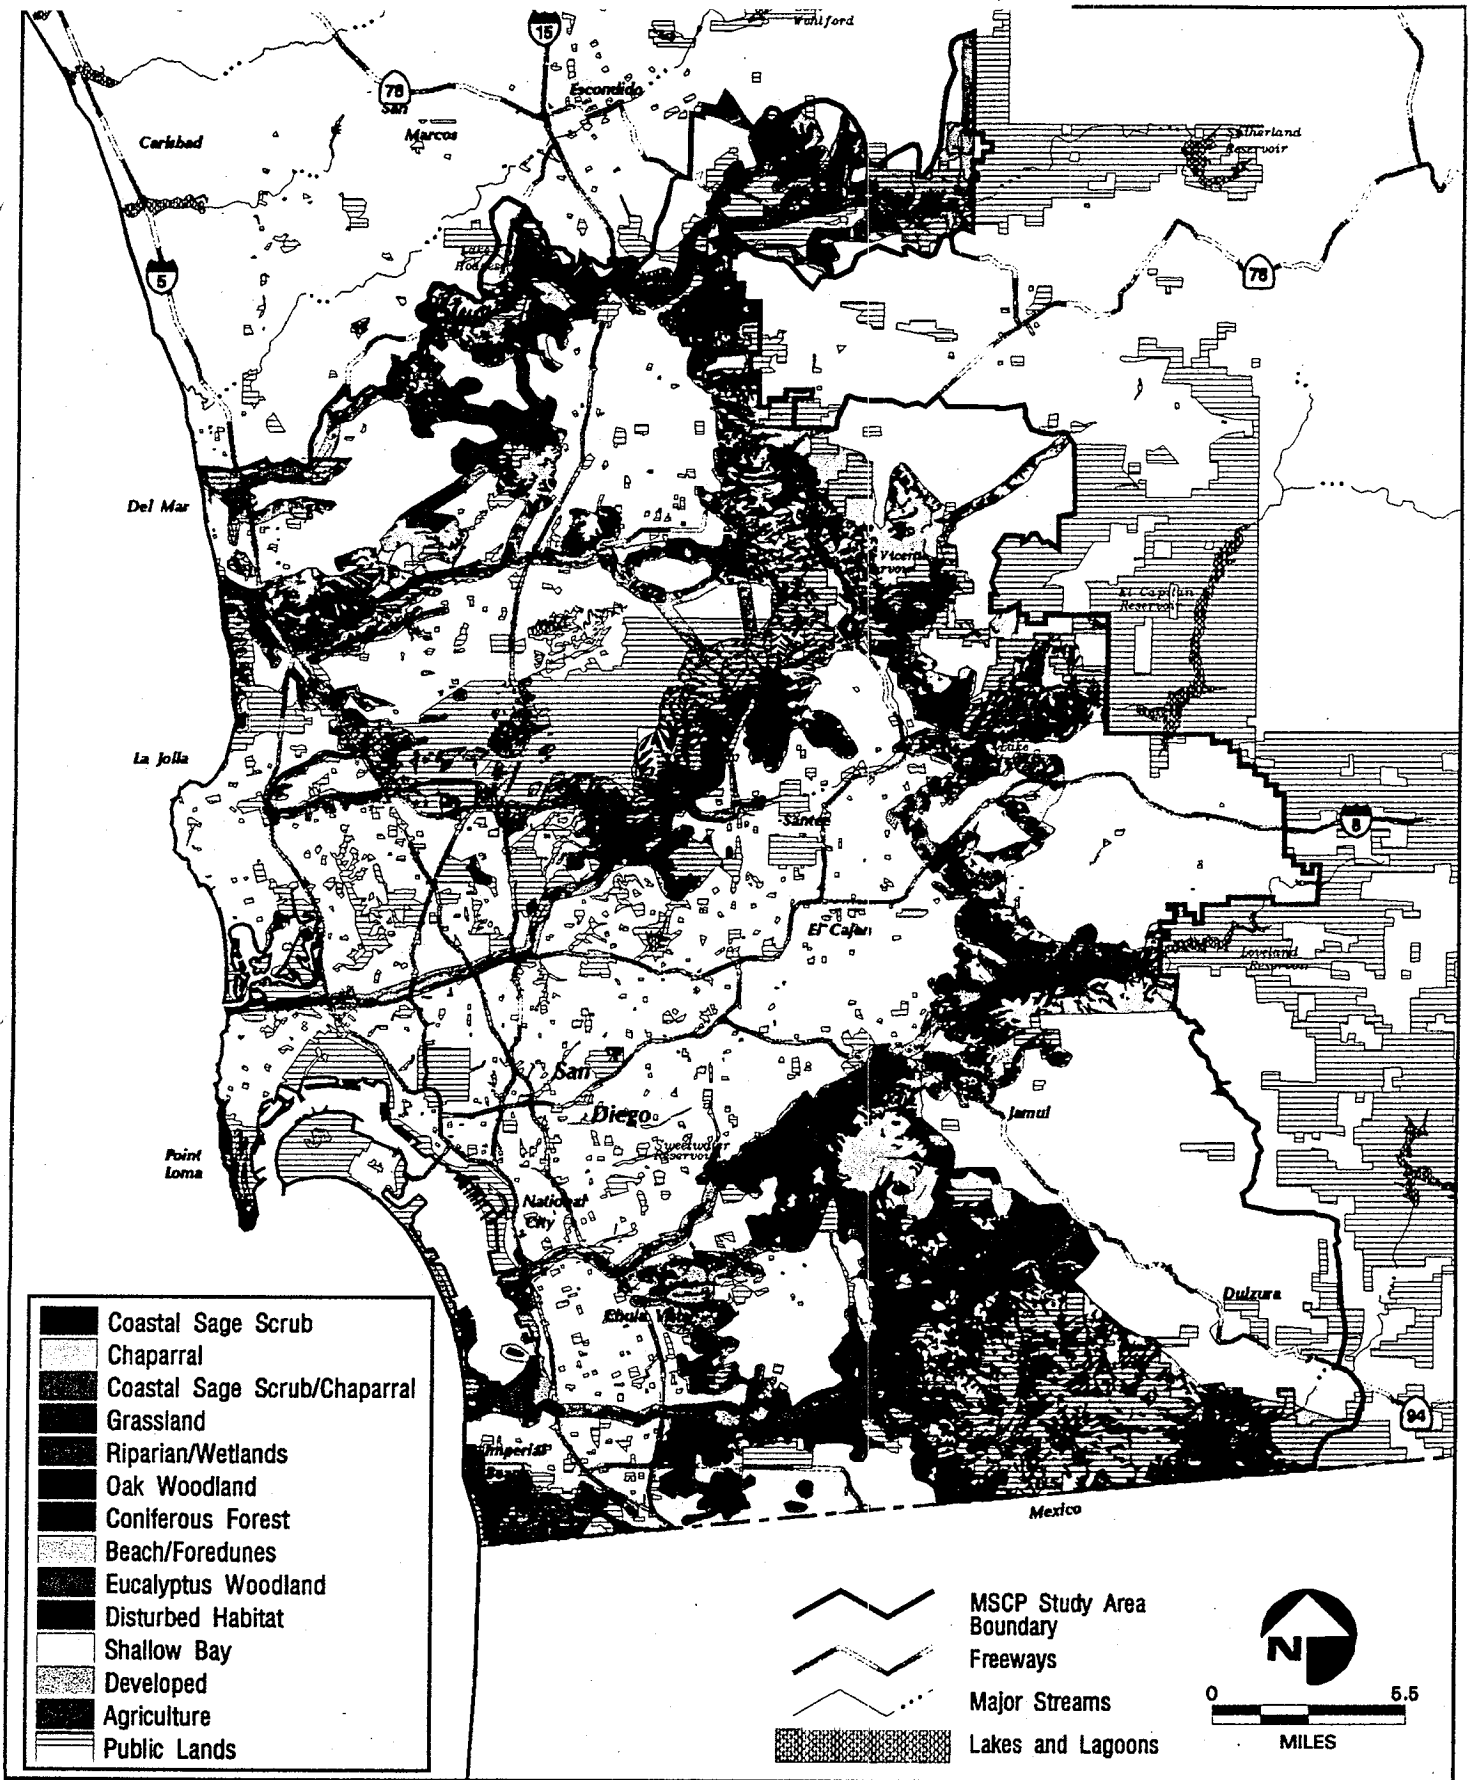 Wohlford
15
78
Escondido
San
Marcos
Carlsbad
Sutherland
Reservoir
Lake
5
78
Del Mar
Vicente
El Capitan
Reservoir
La Jolla
Lake
Santee
8
El Cajon
Loveland
Reservoir
San
Diego
Jamul
Sweetwater
Reservoir
Point
Loma
National
City
Dulzura
Chula Vista
94
Imperial
Mexico
Coastal Sage Scrub
Chaparral
Coastal Sage Scrub/Chaparral
Grassland
Riparian/Wetlands
Oak Woodland
Coniferous Forest
Beach/Foredunes
Eucalyptus Woodland
Disturbed Habitat
Shallow Bay
Developed
Agriculture
Public Lands
MSCP Study Area
Boundary
Freeways
Major Streams
Lakes and Lagoons
N
0 5.5
MILES